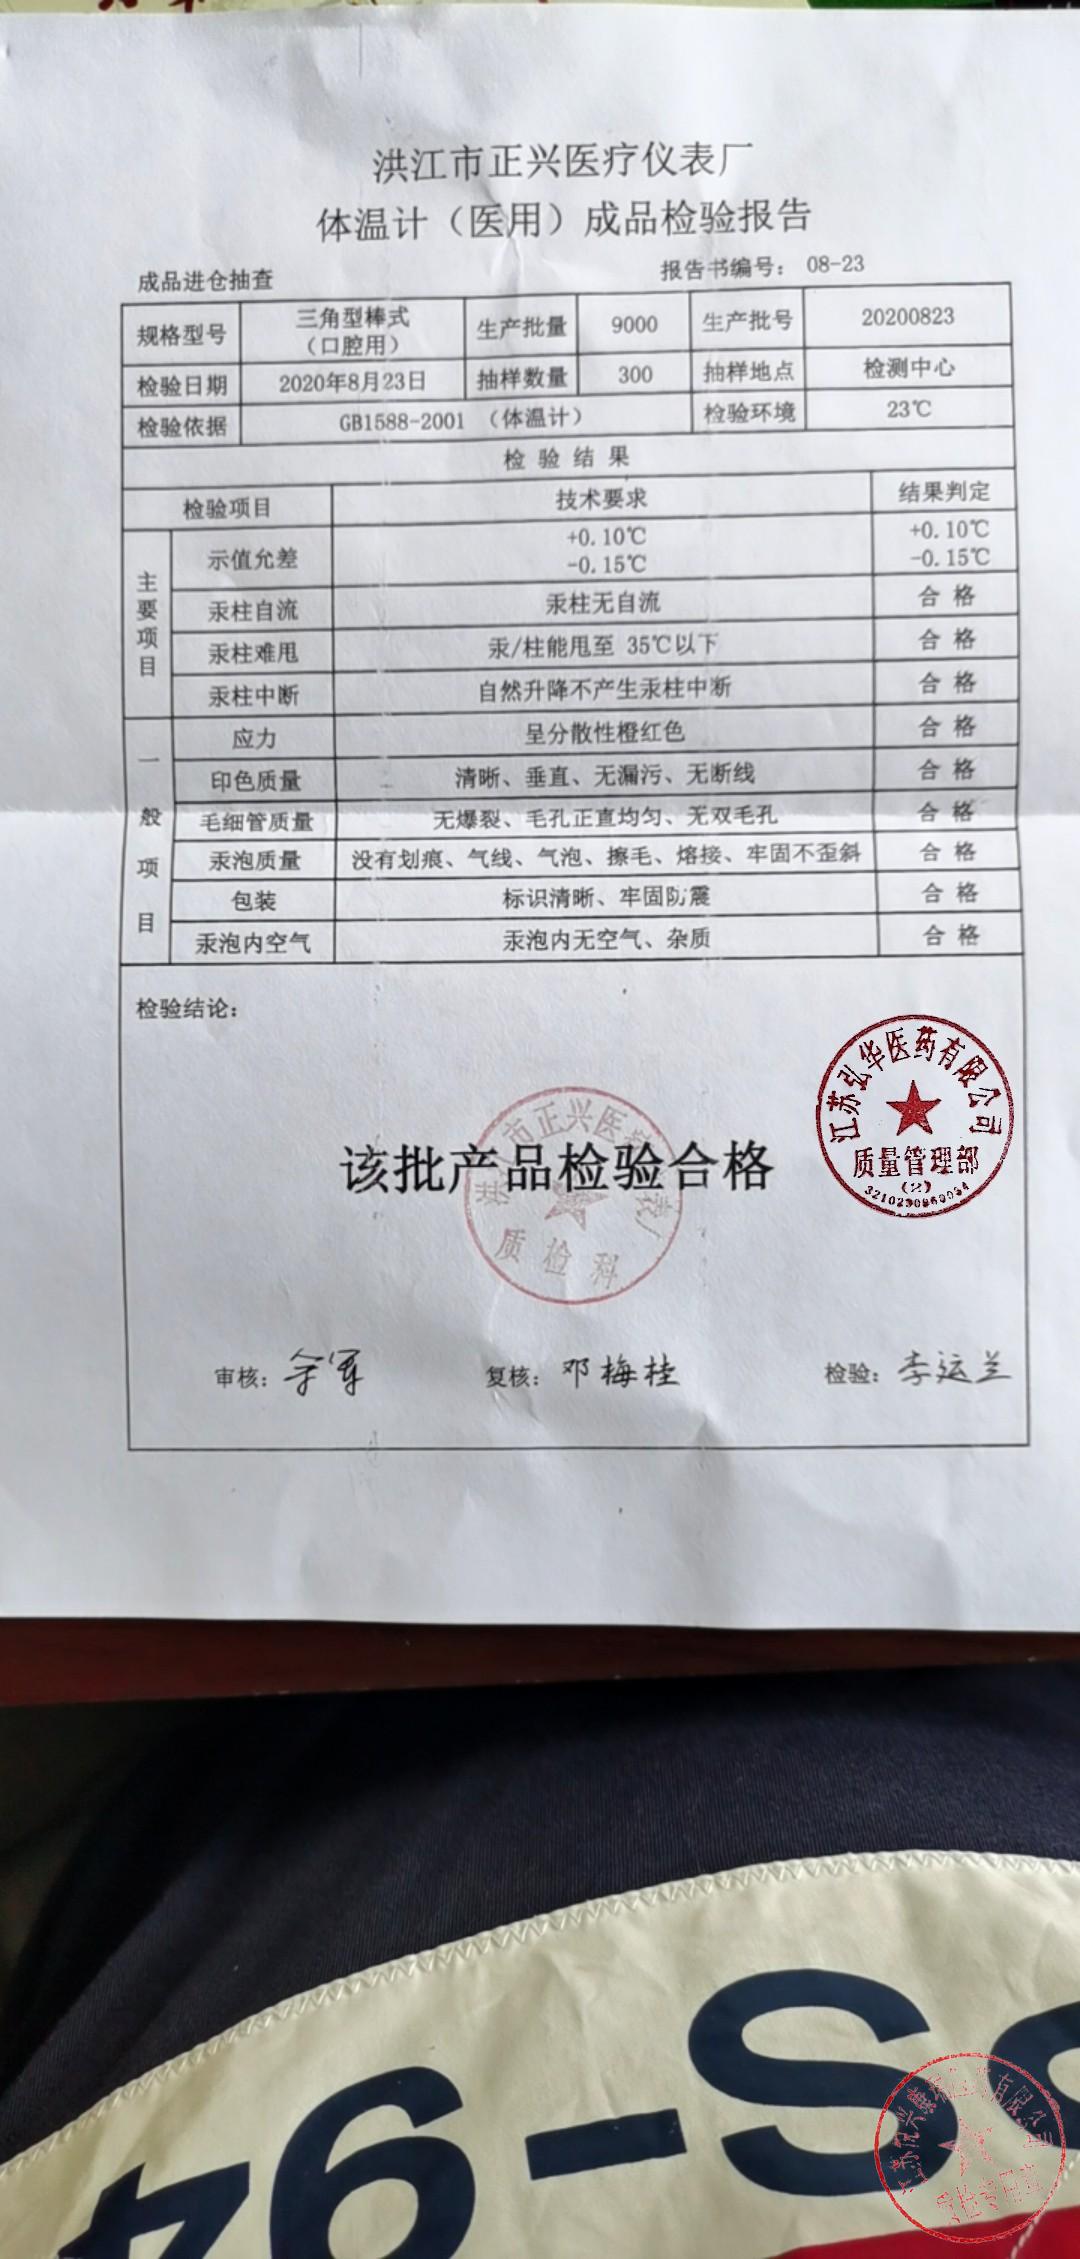 洪江市正兴医疗仪表厂
体温计（医用）成品检验报告
成品进仓抽查 报告书编号： 08-23
规格型号 三角型棒式（口腔用） 生产批量 9000 生产批号 20200823
检验日期 2020年8月23日 抽样数量 300 抽样地点 检测中心
检验依据 GB1588-2001 （体温计） 检验环境 23℃
检 验 结 果
检验项目 技术要求 结果判定
主要项目
示值允差 +0.10℃ -0.15℃ +0.10℃ -0.15℃
汞柱自流 汞柱无自流 合 格
汞柱难甩 汞/柱能甩至 35℃以下 合 格
汞柱中断 自然升降不产生汞柱中断 合 格
一般项目
应力 呈分散性橙红色 合 格
印色质量 清晰、垂直、无漏污、无断线 合 格
毛细管质量 无爆裂、毛孔正直均匀、无双毛孔 合 格
汞泡质量 没有划痕、气线、气泡、擦毛、熔接、牢固不歪斜 合 格
包装 标识清晰、牢固防震 合 格
汞泡内空气 汞泡内无空气、杂质 合 格
检验结论：
江苏弘华医药有限公司
质量管理部
(2)
该批产品检验合格
质检科
审核：余军 复核：邓梅桂 检验：李运兰
94-S